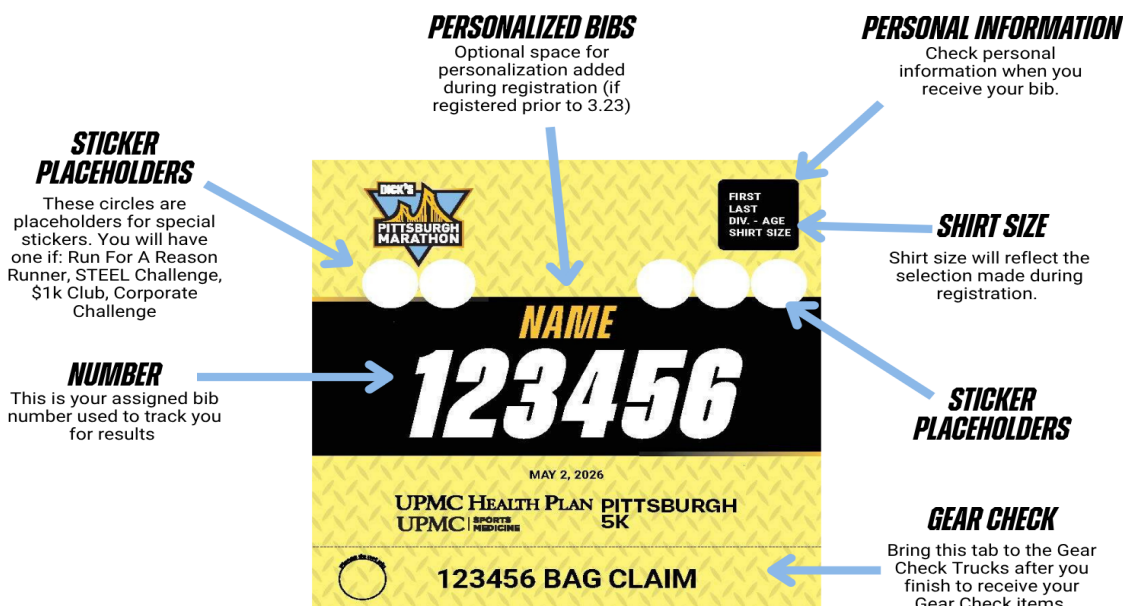 PERSONALIZED BIBS
Optional space for
personalization added
during registration (if
registered prior to 3.23)
PERSONAL INFORMATION
Check personal
information when you
receive your bib.
STICKER
PLACEHOLDERS
These circles are
placeholders for special
stickers. You will have
one if: Run For A Reason
Runner, STEEL Challenge,
$1k Club, Corporate
Challenge
DICK'S
PITTSBURGH
MARATHON
FIRST
LAST
DIV. - AGE
SHIRT SIZE
SHIRT SIZE
Shirt size will reflect the
selection made during
registration.
NUMBER
This is your assigned bib
number used to track you
for results
NAME
123456
STICKER
PLACEHOLDERS
MAY 2, 2026
UPMC HEALTH PLAN
UPMC SPORTS
MEDICINE
PITTSBURGH
5K
GEAR CHECK
Bring this tab to the Gear
Check Trucks after you
finish to receive your
Gear Check items
123456 BAG CLAIM